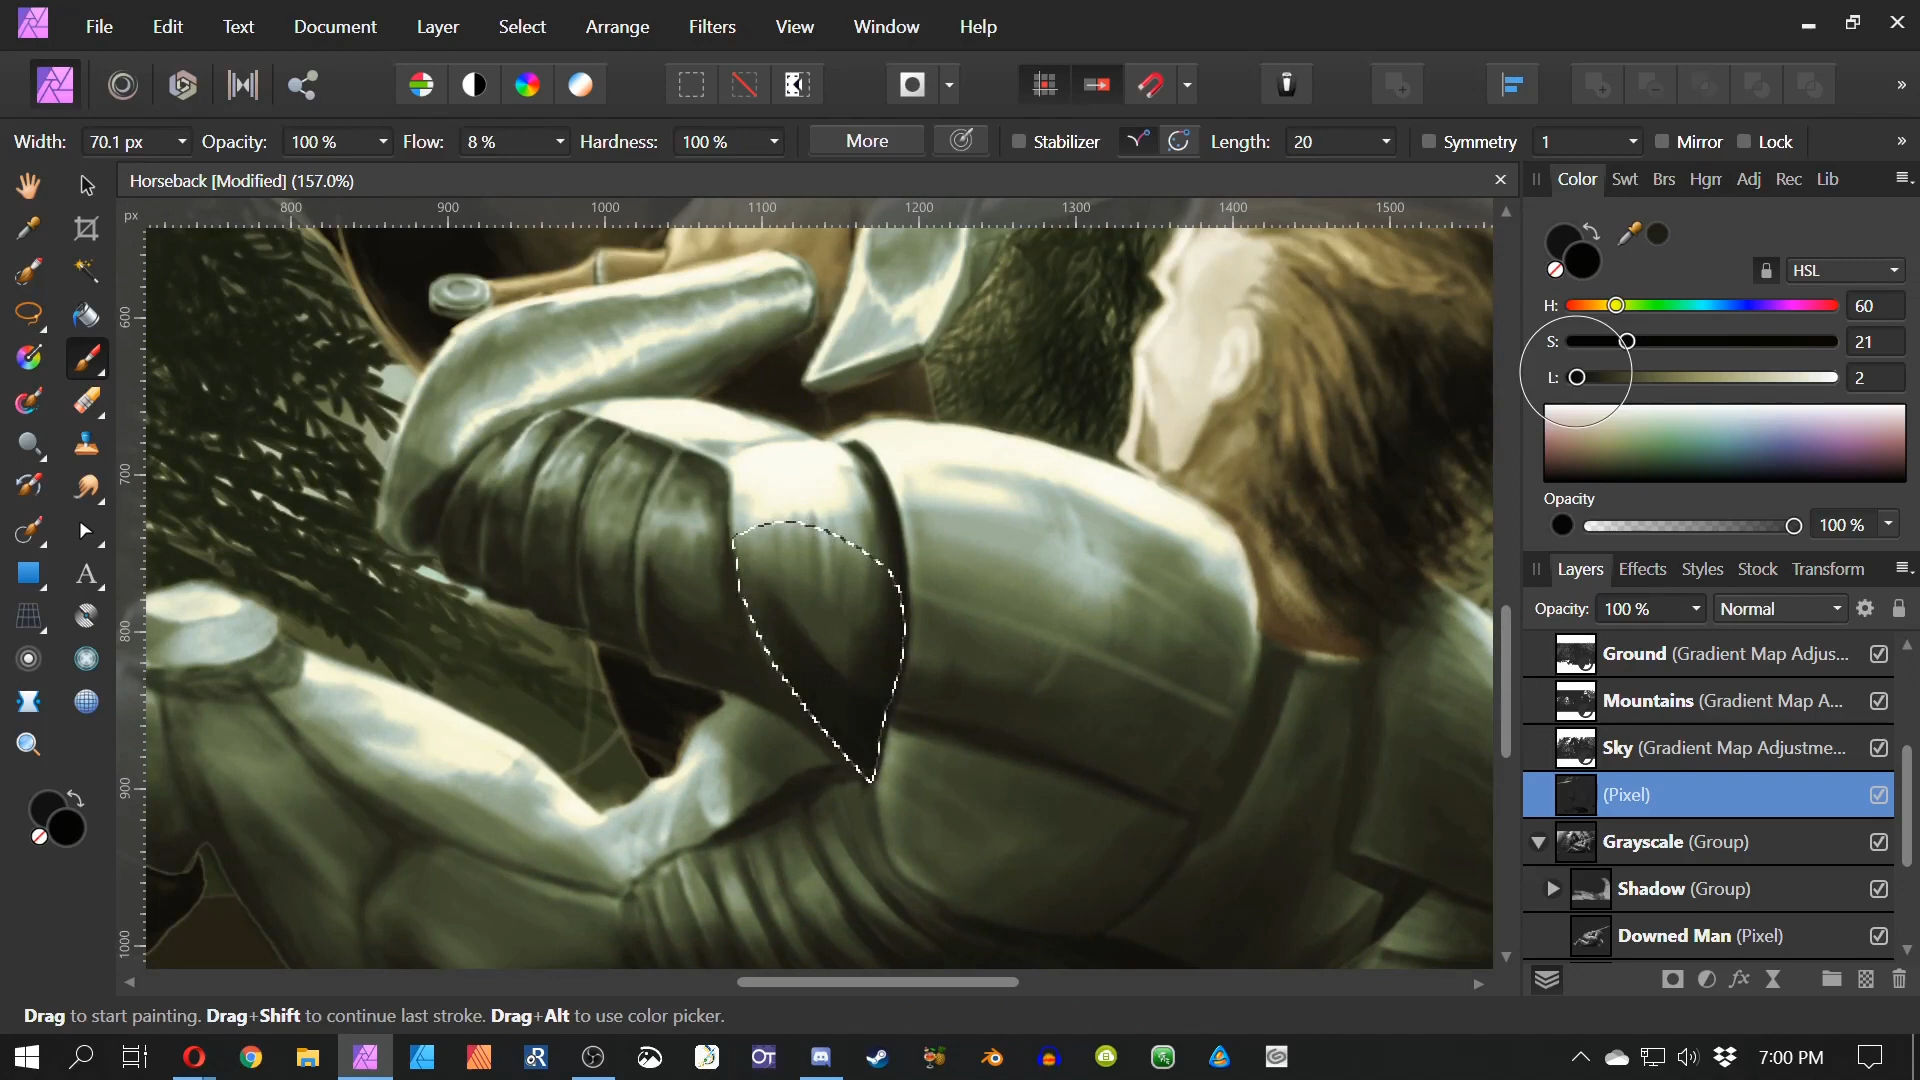 File Edit Text Document Layer Select Arrange Filters View Window Help
Width: 70.1 px Opacity: 100 % Flow: 8 % Hardness: 100 % More Stabilizer Length: 20 Symmetry 1 Mirror Lock
Horseback [Modified] (157.0%)
Color Swt Brs Hgrr Adj Rec Lib
px 800 900 1000 1100 1200 1300 1400 1500
600
700
800
900
1000
HSL
H: 60
S: 21
L: 2
Opacity
100 %
Layers Effects Styles Stock Transform
Opacity: 100 % Normal
Ground (Gradient Map Adjus...
Mountains (Gradient Map A...
Sky (Gradient Map Adjustme...
(Pixel)
Grayscale (Group)
Shadow (Group)
Downed Man (Pixel)
Drag to start painting. Drag+Shift to continue last stroke. Drag+Alt to use color picker.
7:00 PM